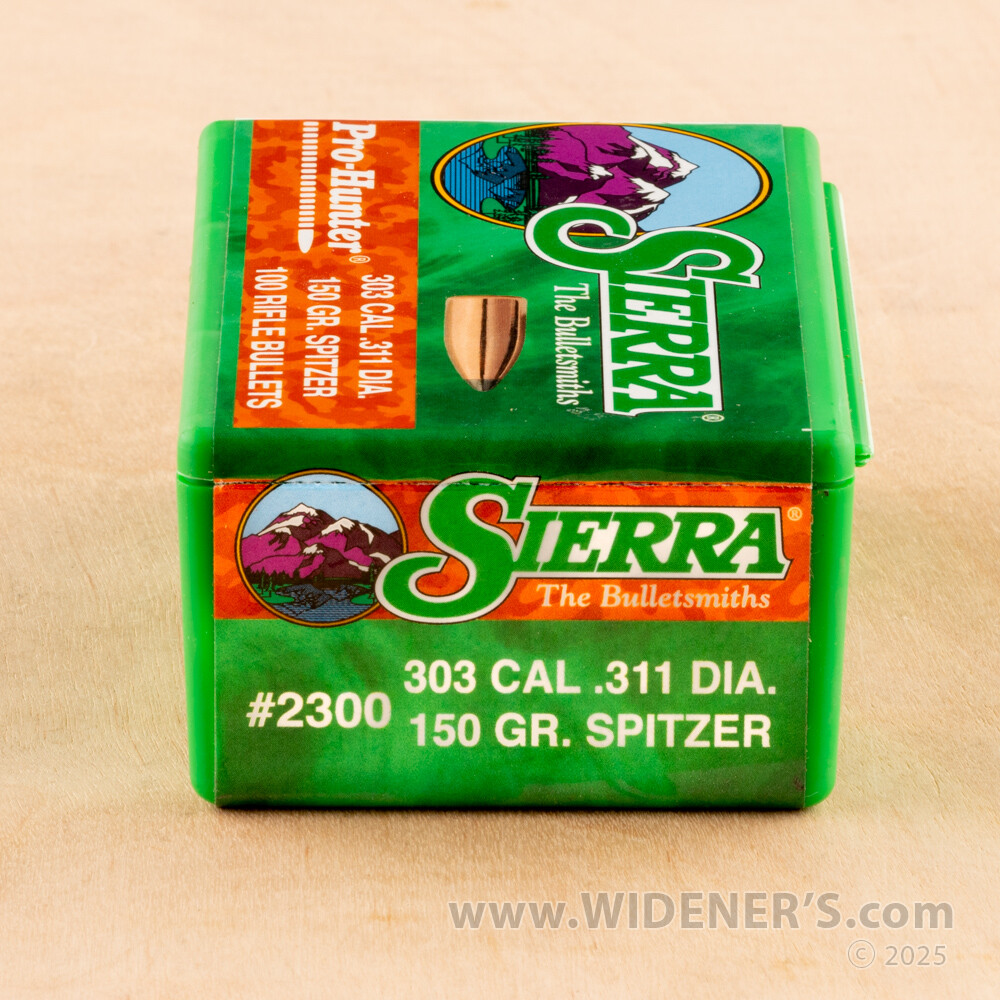 Pro-Hunter®
303 CAL .311 DIA.
150 GR. SPITZER
100 RIFLE BULLETS
SIERRA®
The Bulletsmiths
SIERRA®
The Bulletsmiths
#2300
303 CAL .311 DIA.
150 GR. SPITZER
www.WIDENER'S.com
© 2025